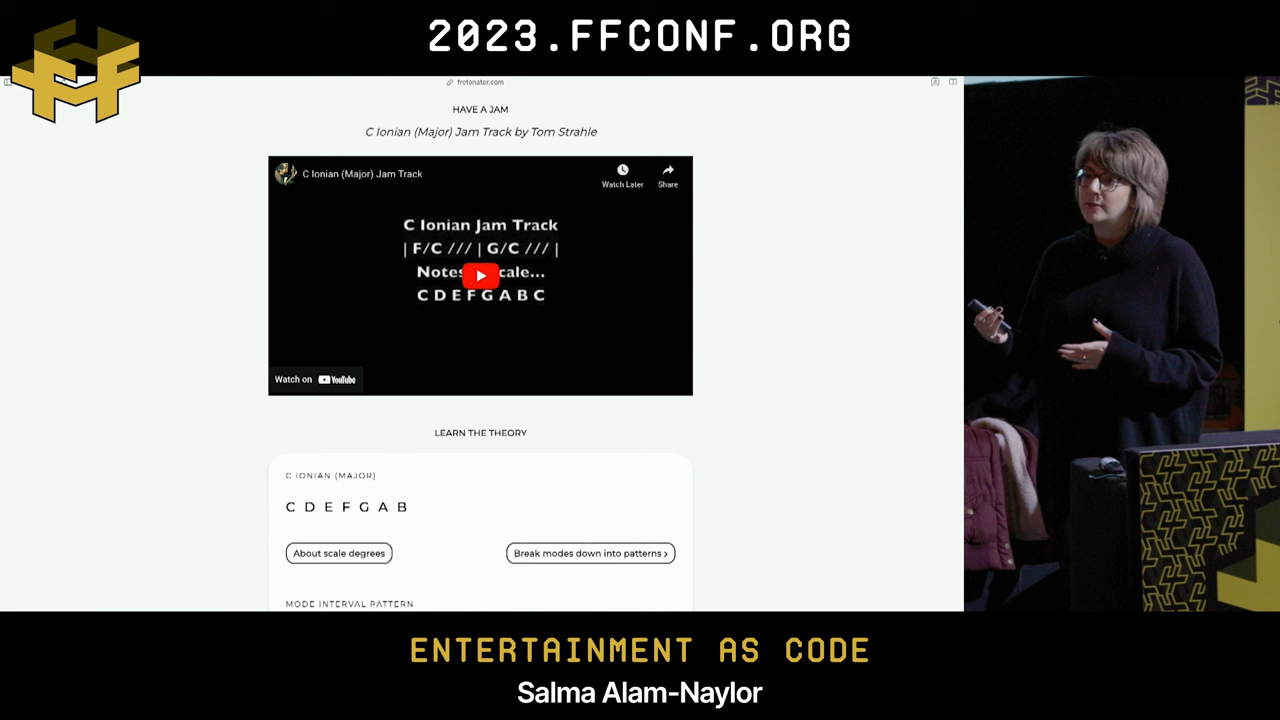 2023.FFCONF.ORG
fretonator.com
HAVE A JAM
C Ionian (Major) Jam Track by Tom Strahle
C Ionian (Major) Jam Track
Watch Later
Share
C Ionian Jam Track
| F/C /// | G/C /// |
Notes cale...
C D E F G A B C
Watch on YouTube
LEARN THE THEORY
C IONIAN (MAJOR)
C D E F G A B
About scale degrees
Break modes down into patterns ›
MODE INTERVAL PATTERN
ENTERTAINMENT AS CODE
Salma Alam-Naylor